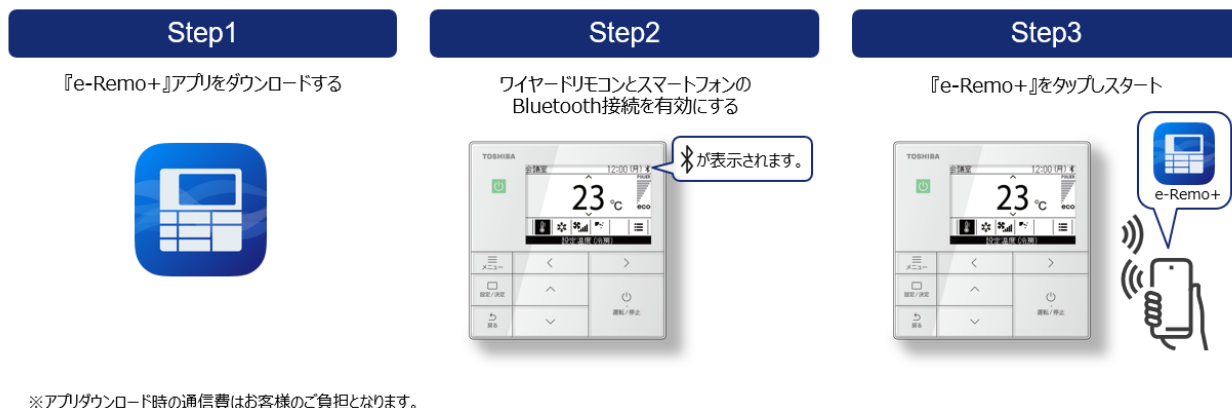 Step1
『e-Remo+』アプリをダウンロードする
Step2
ワイヤードリモコンとスマートフォンの
Bluetooth接続を有効にする
TOSHIBA
会議室 12:00 (月)
POWER
23 ℃
eco
設定温度 (冷房)
メニュー
設定/決定
戻る
運転/停止
が表示されます。
Step3
『e-Remo+』をタップしスタート
TOSHIBA
会議室 12:00 (月)
POWER
23 ℃
eco
設定温度 (冷房)
メニュー
設定/決定
戻る
運転/停止
e-Remo+
※アプリダウンロード時の通信費はお客様のご負担となります。